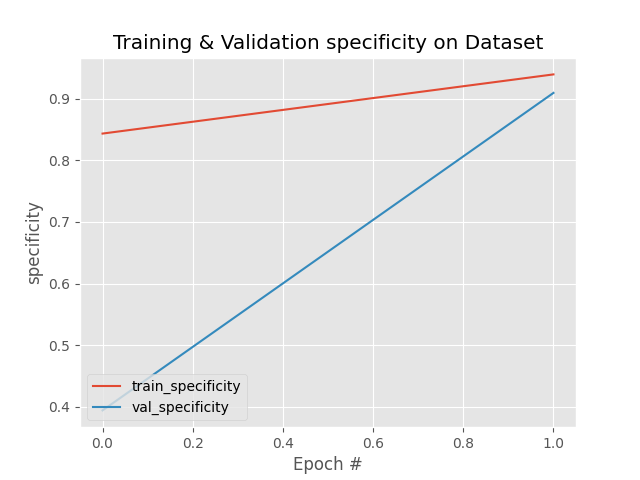 Training & Validation specificity on Dataset
specificity
0.9
0.8
0.7
0.6
0.5
0.4
train_specificity
val_specificity
0.0 0.2 0.4 0.6 0.8 1.0
Epoch #